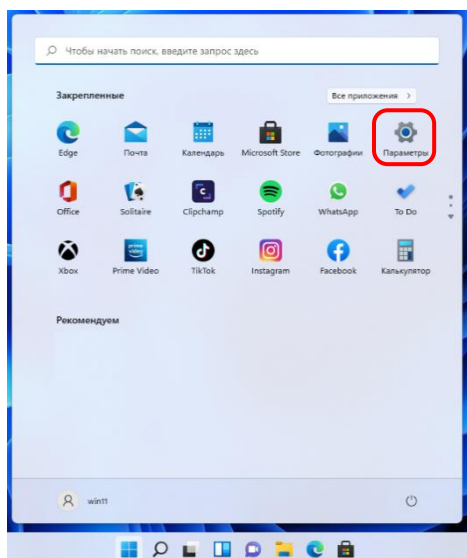 Чтобы начать поиск, введите запрос здесь
Закрепленные
Все приложения >
Edge
Почта
Календарь
Microsoft Store
Фотографии
Параметры
Office
Solitaire
Clipchamp
Spotify
WhatsApp
To Do
Xbox
Prime Video
TikTok
Instagram
Facebook
Калькулятор
Рекомендуем
win11